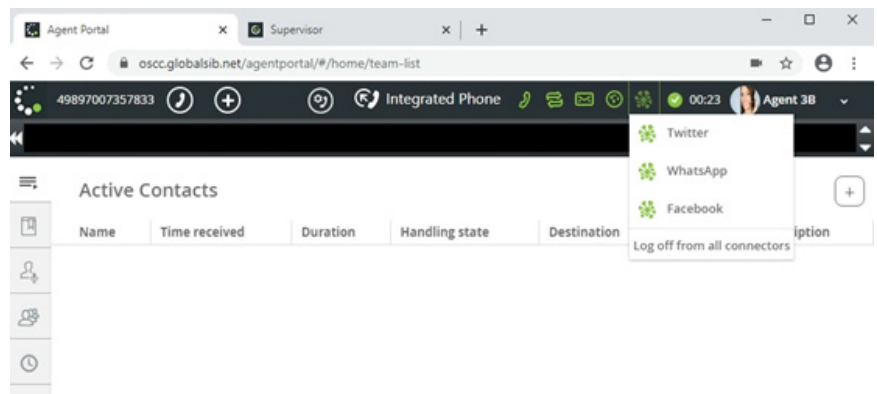 Agent Portal
Supervisor
oscc.globalsib.net/agentportal/#/home/team-list
49897007357833 Integrated Phone 00:23 Agent 3B
Twitter
WhatsApp
Facebook
Log off from all connectors
Active Contacts
Name Time received Duration Handling state Destination iption